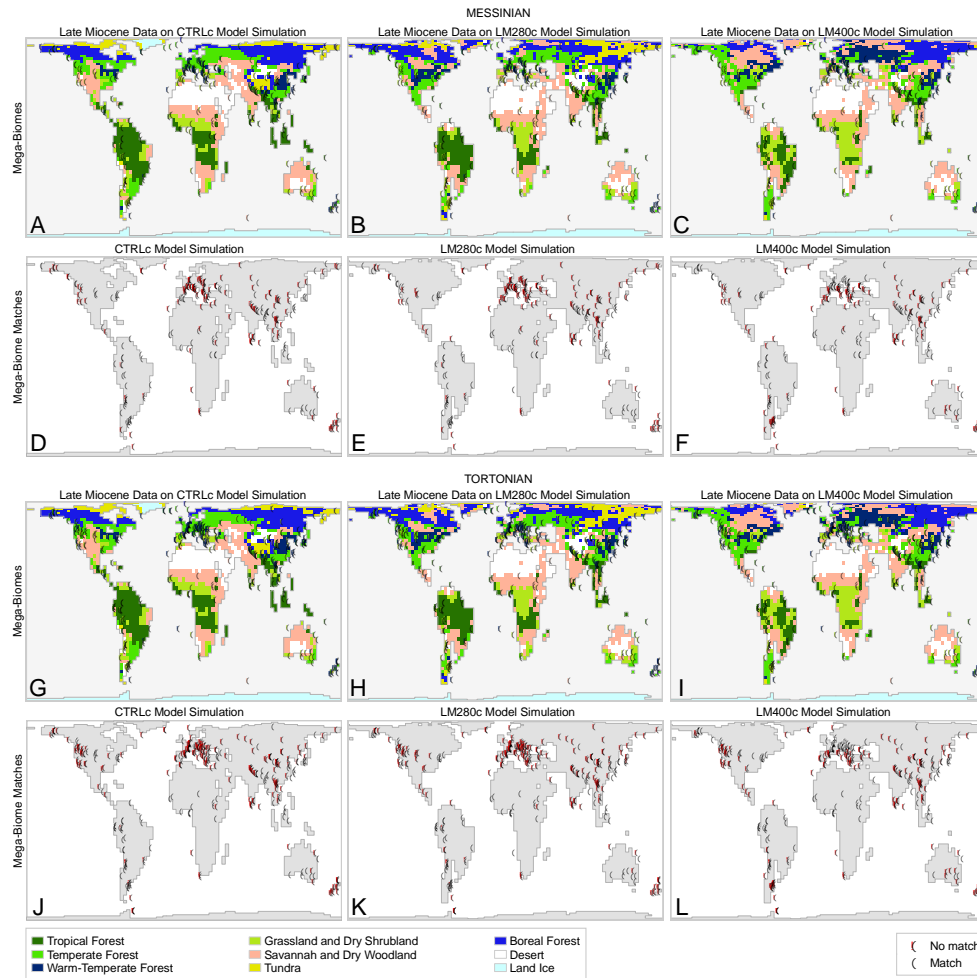 MESSINIAN
Late Miocene Data on CTRLc Model Simulation
Late Miocene Data on LM280c Model Simulation
Late Miocene Data on LM400c Model Simulation
Mega-Biomes
A
B
C
CTRLc Model Simulation
LM280c Model Simulation
LM400c Model Simulation
Mega-Biome Matches
D
E
F
TORTONIAN
Late Miocene Data on CTRLc Model Simulation
Late Miocene Data on LM280c Model Simulation
Late Miocene Data on LM400c Model Simulation
Mega-Biomes
G
H
I
CTRLc Model Simulation
LM280c Model Simulation
LM400c Model Simulation
Mega-Biome Matches
J
K
L
Tropical Forest
Temperate Forest
Warm-Temperate Forest
Grassland and Dry Shrubland
Savannah and Dry Woodland
Tundra
Boreal Forest
Desert
Land Ice
No match
Match